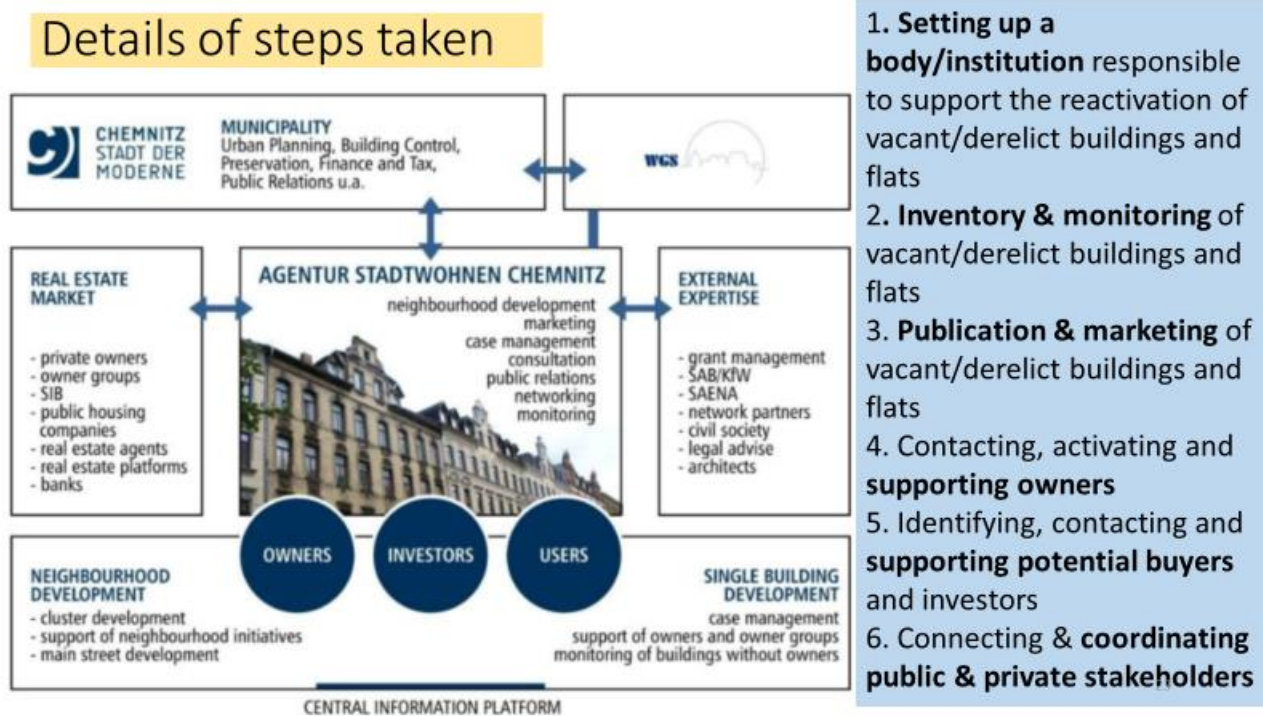 Details of steps taken
CHEMNITZ
STADT DER
MODERNE
MUNICIPALITY
Urban Planning, Building Control,
Preservation, Finance and Tax,
Public Relations u.a.
WGS
REAL ESTATE
MARKET
- private owners
- owner groups
- SIB
- public housing
companies
- real estate agents
- real estate platforms
- banks
AGENTUR STADTWOHNEN CHEMNITZ
neighbourhood development
marketing
case management
consultation
public relations
networking
monitoring
EXTERNAL
EXPERTISE
- grant management
- SAB/KfW
- SAENA
- network partners
- civil society
- legal advise
- architects
OWNERS
INVESTORS
USERS
NEIGHBOURHOOD
DEVELOPMENT
- cluster development
- support of neighbourhood initiatives
- main street development
SINGLE BUILDING
DEVELOPMENT
case management
support of owners and owner groups
monitoring of buildings without owners
CENTRAL INFORMATION PLATFORM
1. Setting up a
body/institution responsible
to support the reactivation of
vacant/derelict buildings and
flats
2. Inventory & monitoring of
vacant/derelict buildings and
flats
3. Publication & marketing of
vacant/derelict buildings and
flats
4. Contacting, activating and
supporting owners
5. Identifying, contacting and
supporting potential buyers
and investors
6. Connecting & coordinating
public & private stakeholders